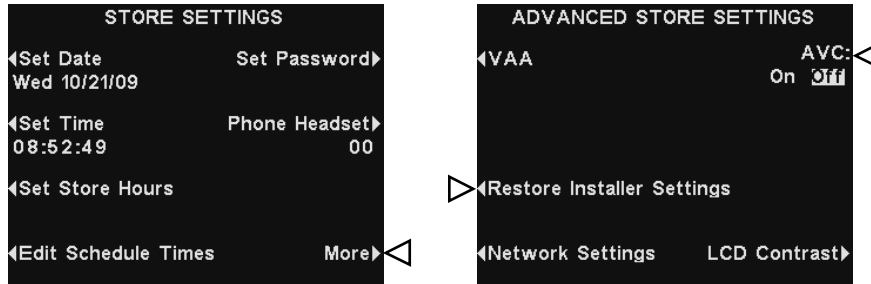 STORE SETTINGS
Set Date Set Password
Wed 10/21/09
Set Time Phone Headset
08:52:49 00
Set Store Hours
Edit Schedule Times More
ADVANCED STORE SETTINGS
VAA AVC:
On Off
Restore Installer Settings
Network Settings LCD Contrast